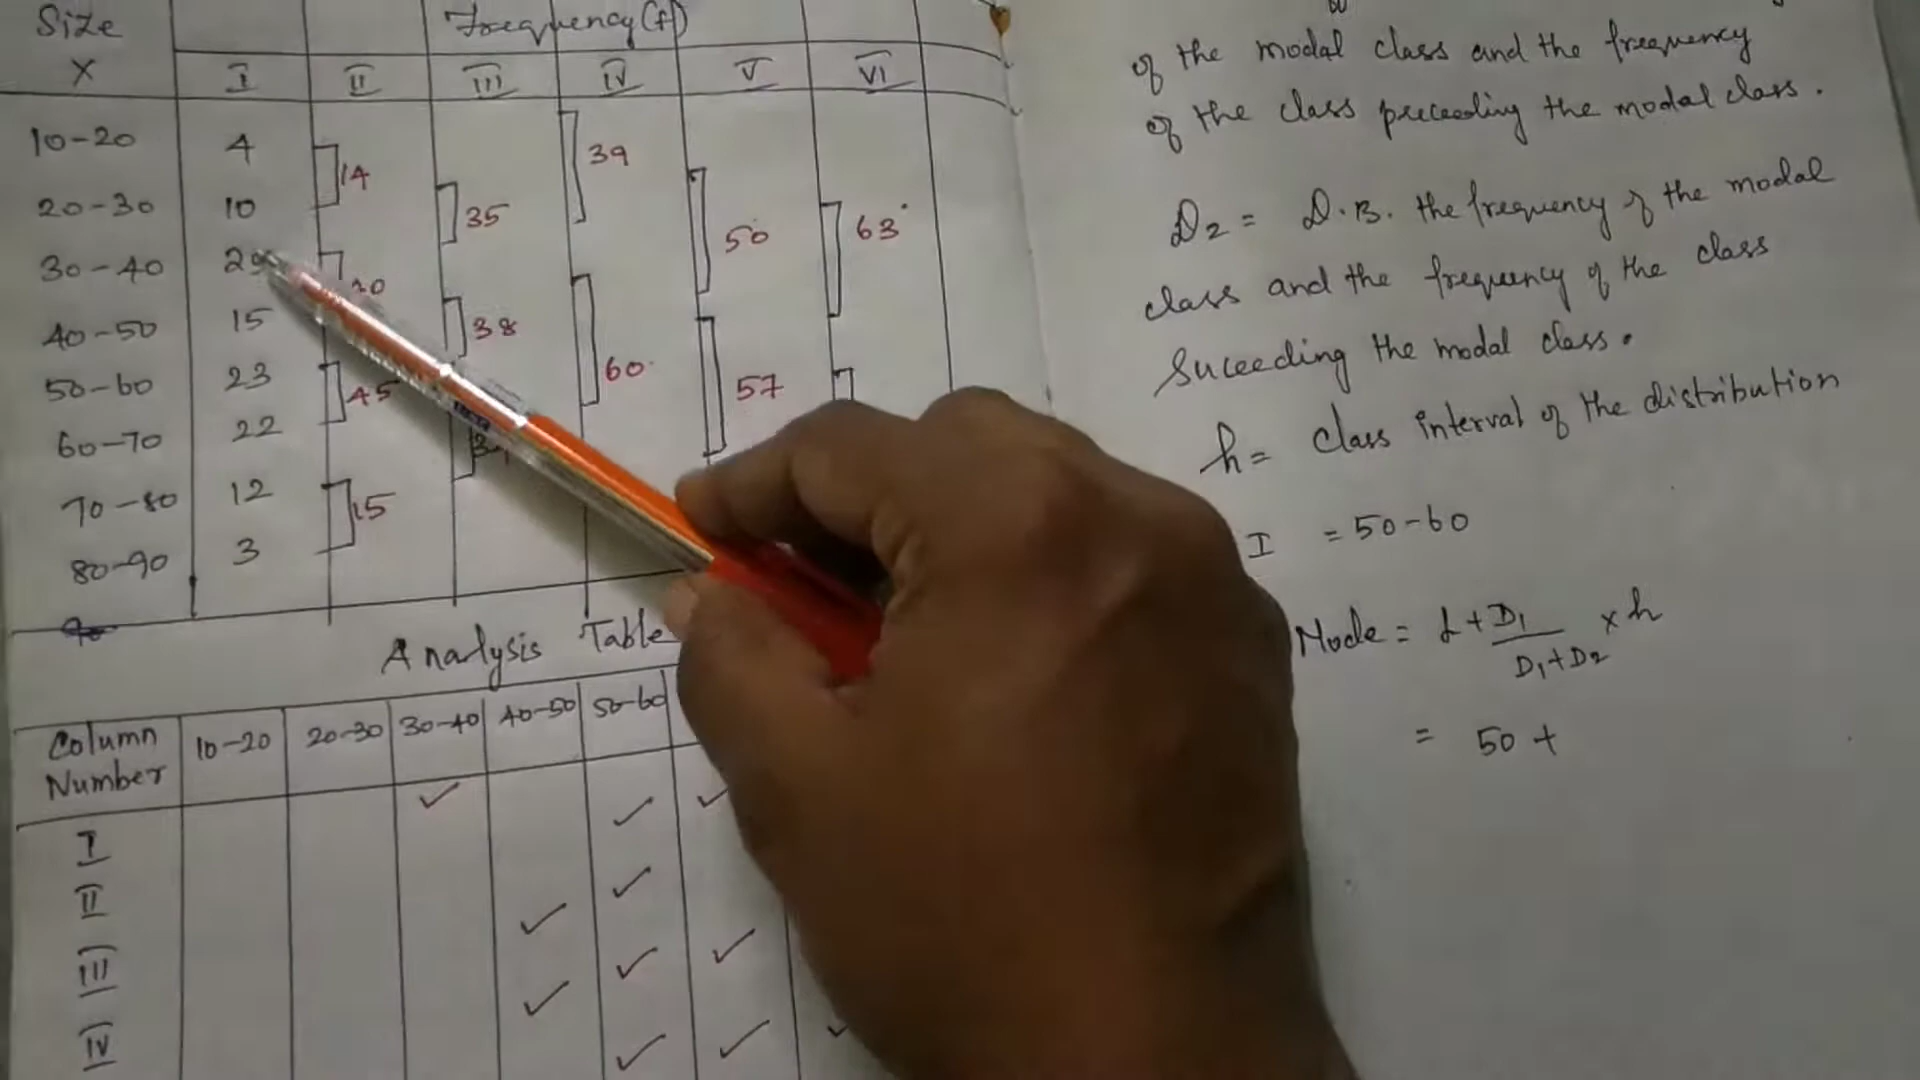 Size Frequency (f)
X I II III IV V VI
10-20 4
14
39
20-30 10
35
50
63
30-40
40-50 15
38
50-60 23
45
60
57
60-70 22
70-80 12
15
80-90 3
Analysis Table
Column Number 10-20 20-30 30-40 40-50 50-60
I
II
III
IV
of the modal class and the frequency
of the class preceeding the modal class.
D2 = D.B. the frequency of the modal
class and the frequency of the class
Suceeding the modal class.
h = class interval of the distribution
I = 50-60
Mode = L + D1 / D1+D2 x h
= 50 +